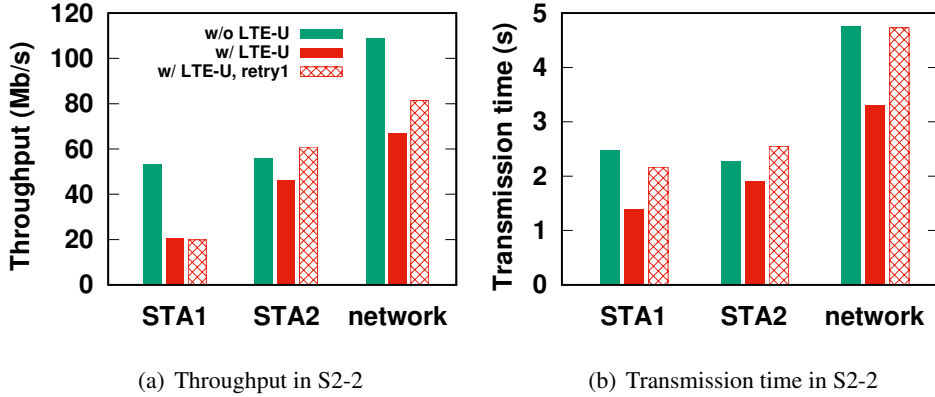 120
100
80
60
40
20
0
Throughput (Mb/s)
w/o LTE-U
w/ LTE-U
w/ LTE-U, retry1
STA1 STA2 network
(a) Throughput in S2-2
5
4
3
2
1
0
Transmission time (s)
STA1 STA2 network
(b) Transmission time in S2-2